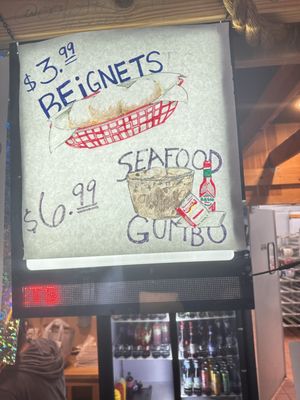 $3.99
BEiGNETS
SEAFOOD
$6.99
GUMBO